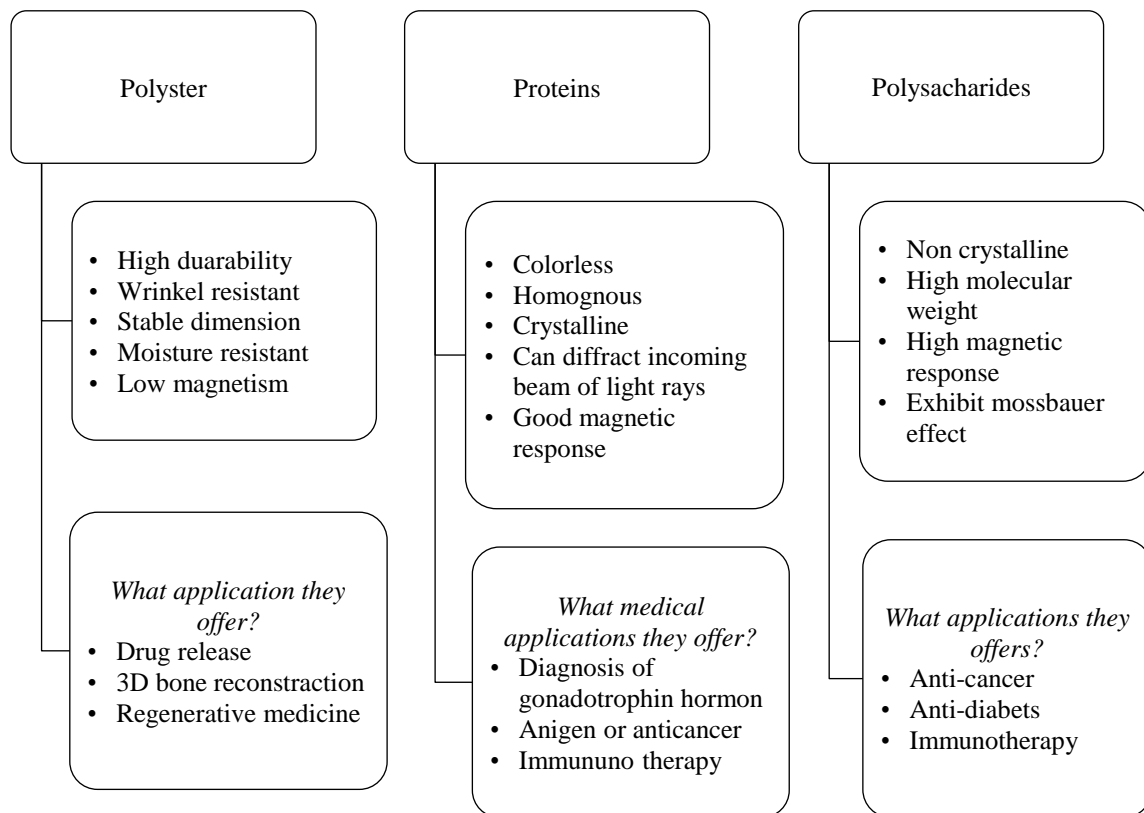 Polyster
Proteins
Polysacharides
• High duarability
• Wrinkel resistant
• Stable dimension
• Moisture resistant
• Low magnetism
• Colorless
• Homognous
• Crystalline
• Can diffract incoming
beam of light rays
• Good magnetic
response
• Non crystalline
• High molecular
weight
• High magnetic
response
• Exhibit mossbauer
effect
What application they
offer?
• Drug release
• 3D bone reconstraction
• Regenerative medicine
What medical
applications they offer?
• Diagnosis of
gonadotrophin hormon
• Anigen or anticancer
• Immununo therapy
What applications they
offers?
• Anti-cancer
• Anti-diabets
• Immunotherapy